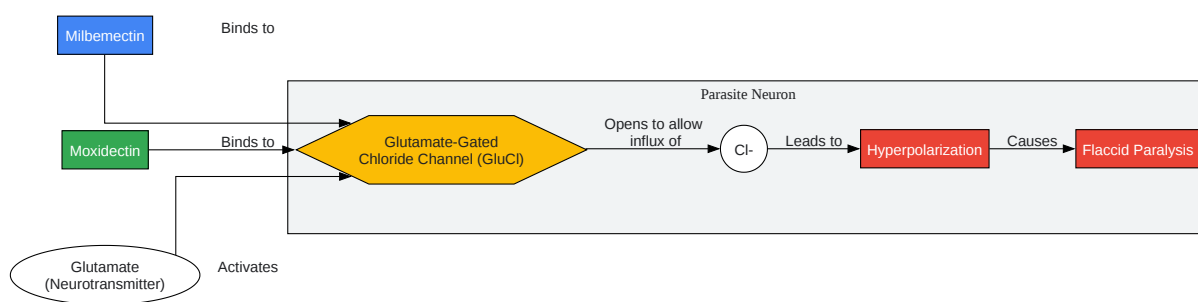 Milbemectin
Binds to
Parasite Neuron
Moxidectin
Binds to
Glutamate-Gated
Chloride Channel (GluCl)
Opens to allow
influx of
Cl-
Leads to
Hyperpolarization
Causes
Flaccid Paralysis
Glutamate
(Neurotransmitter)
Activates